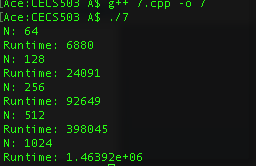 [Ace:CECS503 A$ g++ 7.cpp -o 7
[Ace:CECS503 A$ ./7
N: 64
Runtime: 6880
N: 128
Runtime: 24091
N: 256
Runtime: 92649
N: 512
Runtime: 398045
N: 1024
Runtime: 1.46392e+06